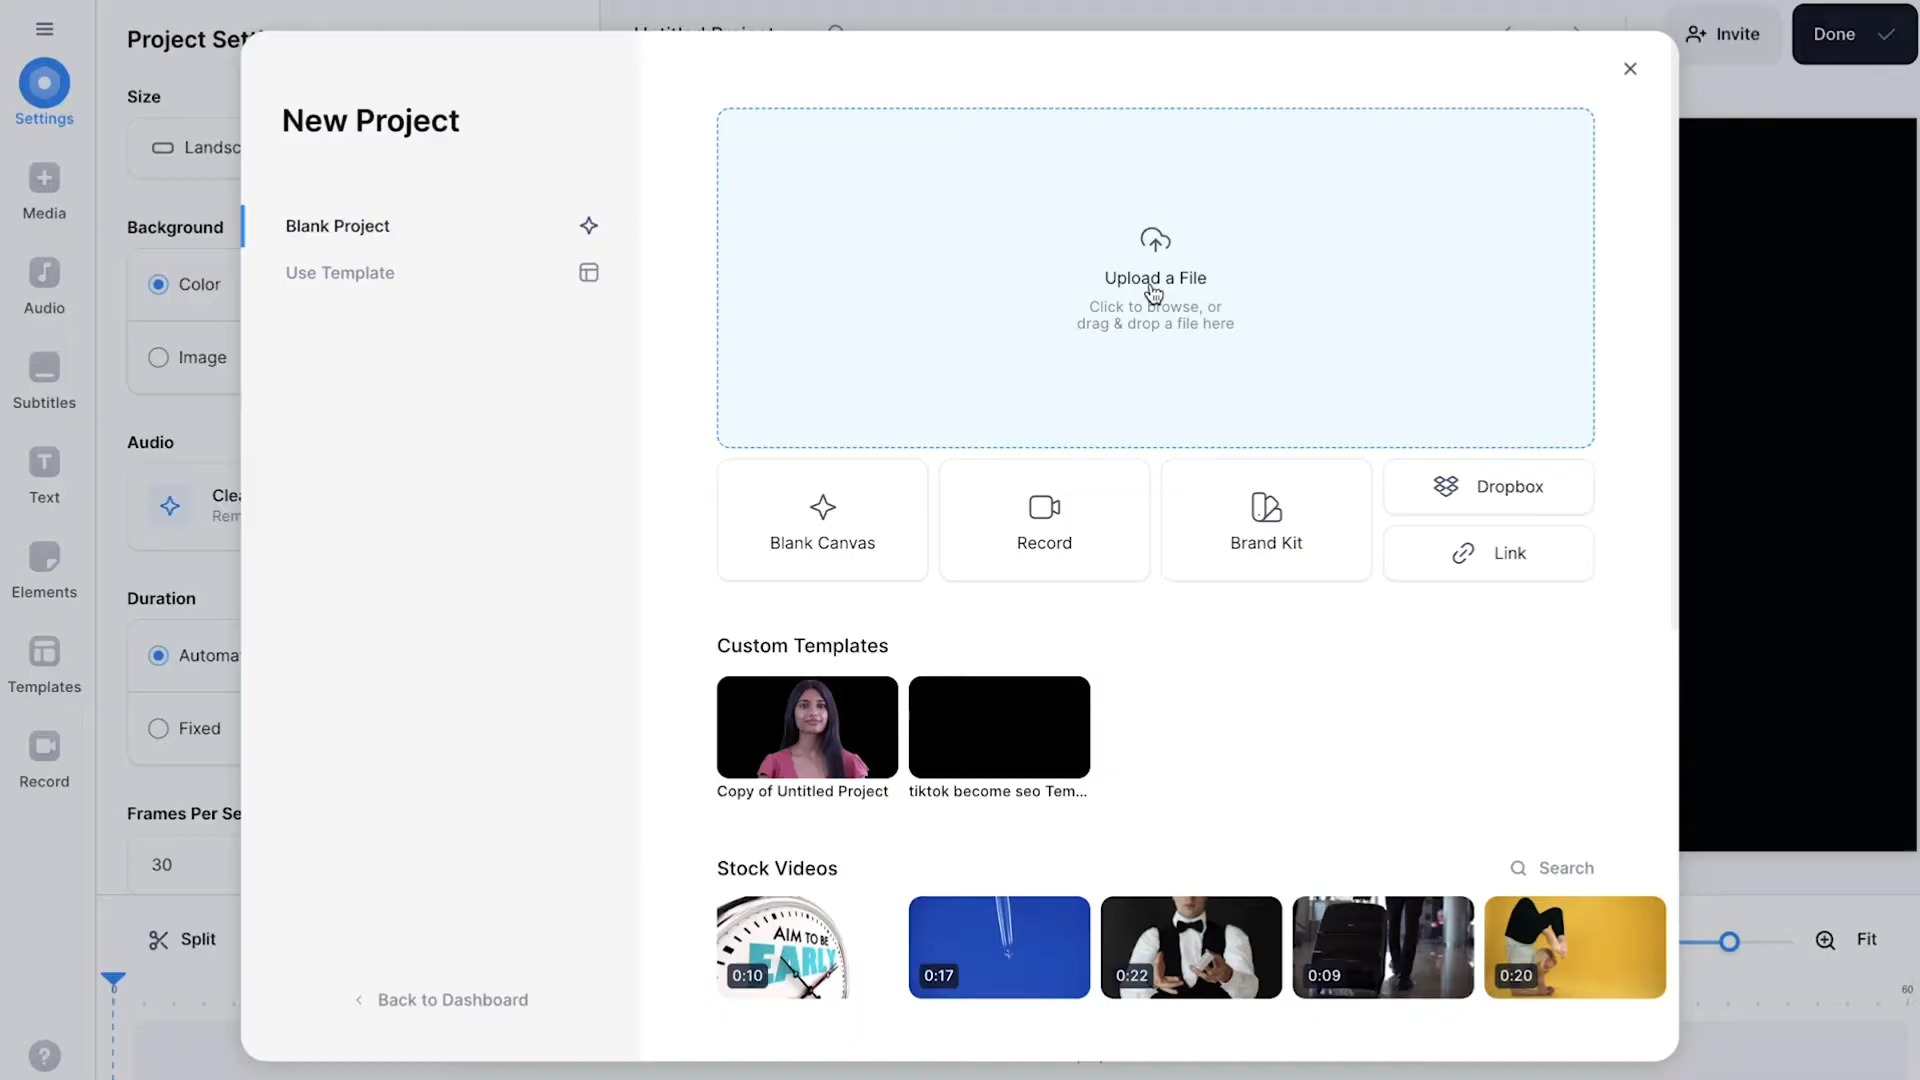 Settings
Media
Audio
Subtitles
Text
Elements
Templates
Record
Project Set
Size
Landsc
Background
Color
Image
Audio
Clea
Rem
Duration
Automa
Fixed
Frames Per Se
30
Split
New Project
Blank Project
Use Template
Back to Dashboard
Untitled Project
Invite
Done
Upload a File
Click to browse, or
drag & drop a file here
Blank Canvas
Record
Brand Kit
Dropbox
Link
Custom Templates
Copy of Untitled Project
tiktok become seo Tem...
Stock Videos
Search
AIM TO BE
EARLY
0:10
0:17
0:22
0:09
0:20
Fit
0
60